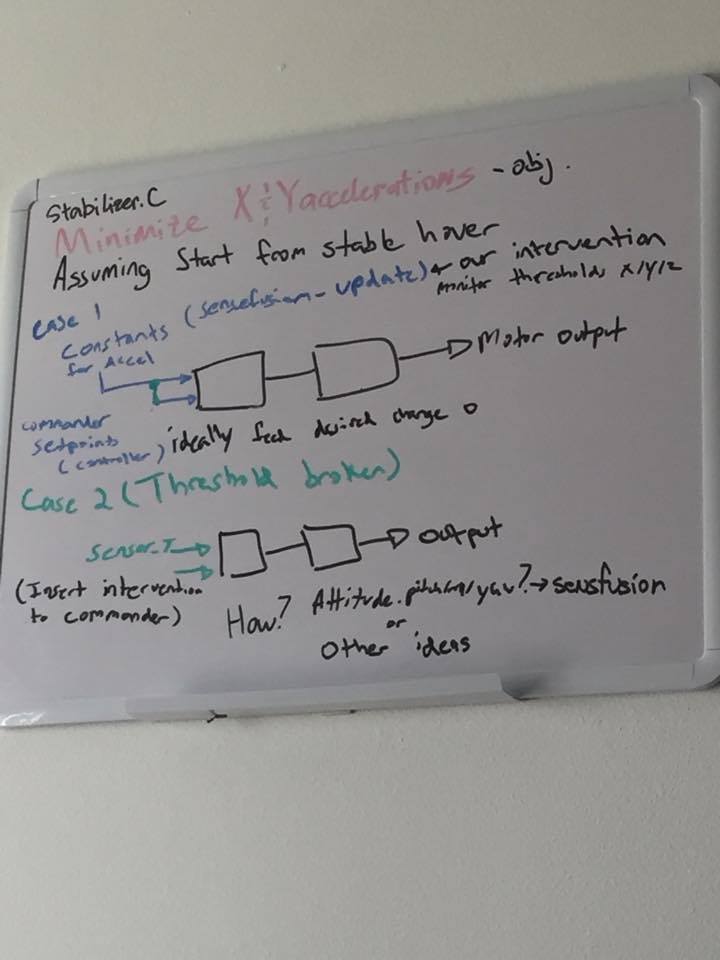 Stabilizer.C
Minimize X & Y accelerations - obj.
Assuming Start from stable hover
case 1
Constants (sensefusion - update) + our intervention
for Accel
monitor thresholds X/Y/Z
Motor output
commander
setpoints
(controller)
ideally feed desired change 0
Case 2 (Threshold broken)
Sensor_T
output
(Insert intervention
to commander)
How? Attitude.pitch/ /yaw? → sensfusion
or
Other ideas